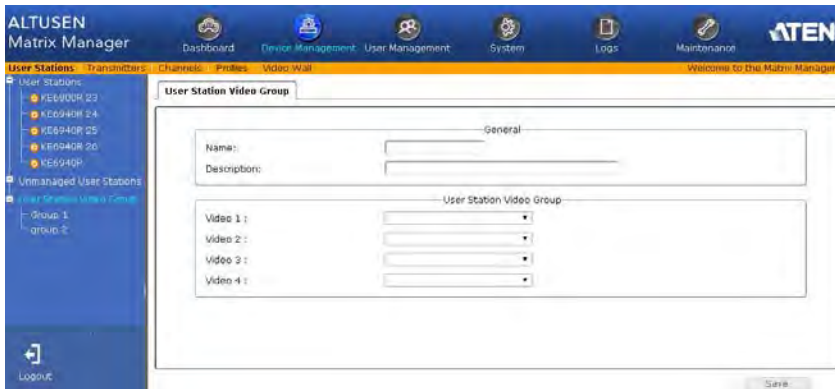 ALTUSEN
Matrix Manager
Dashboard Device Management User Management System Logs Maintenance
ATEN
User Stations Transmitters Channels Profiles Video Wall Welcome to the Matrix Manager
User Stations
KE6900R 23
KE6940R 24
KE6940R 25
KE6940R 26
KE6940R
Unmanaged User Stations
User Station Video Group
Group 1
group 2
Logout
User Station Video Group
General
Name:
Description:
User Station Video Group
Video 1 :
Video 2 :
Video 3 :
Video 4 :
Save